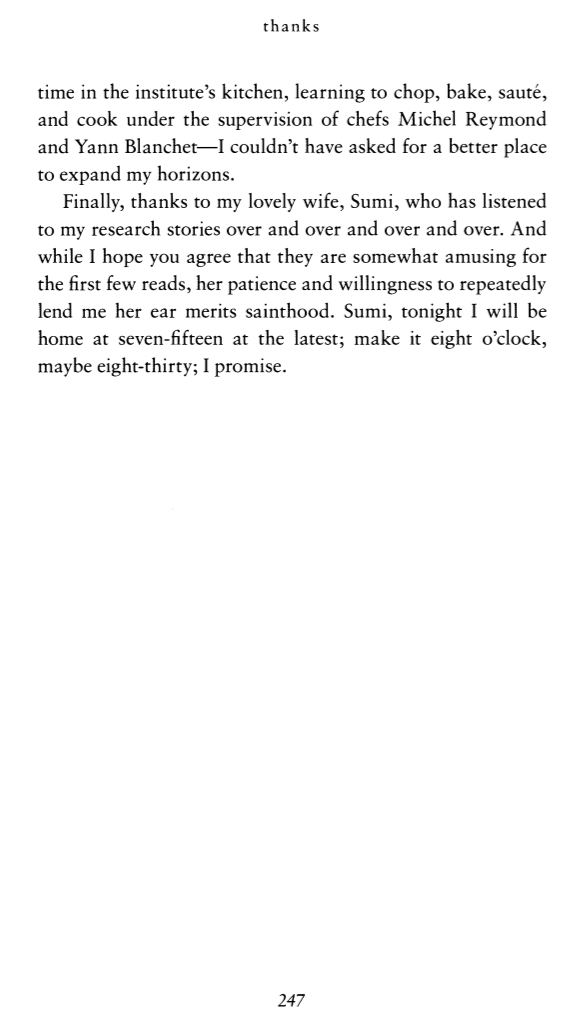 thanks
time in the institute's kitchen, learning to chop, bake, sauté,
and cook under the supervision of chefs Michel Reymond
and Yann Blanchet—I couldn't have asked for a better place
to expand my horizons.
Finally, thanks to my lovely wife, Sumi, who has listened
to my research stories over and over and over and over. And
while I hope you agree that they are somewhat amusing for
the first few reads, her patience and willingness to repeatedly
lend me her ear merits sainthood. Sumi, tonight I will be
home at seven-fifteen at the latest; make it eight o'clock,
maybe eight-thirty; I promise.
247